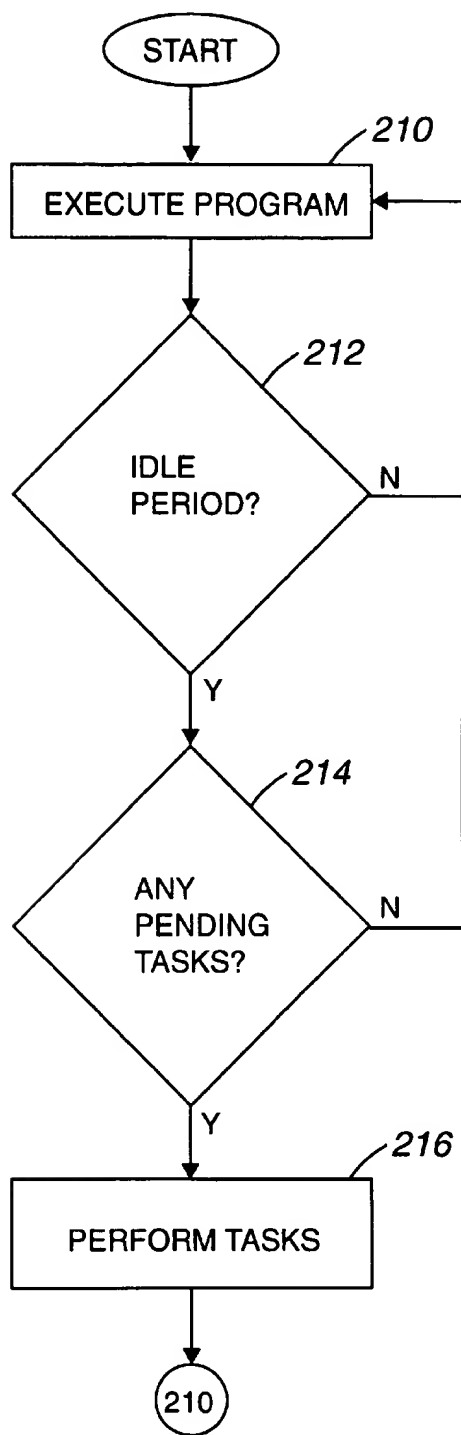 START
210
EXECUTE PROGRAM
212
IDLE
PERIOD?
N
Y
214
ANY
PENDING
TASKS?
N
Y
216
PERFORM TASKS
210